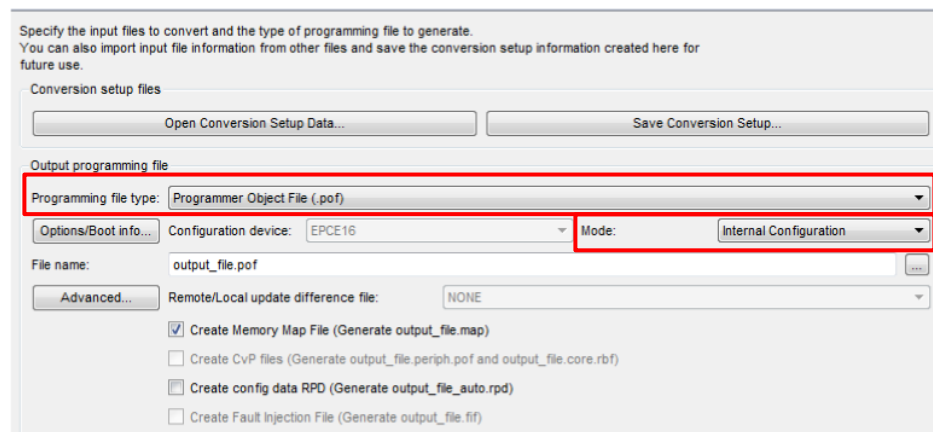 Specify the input files to convert and the type of programming file to generate.
You can also import input file information from other files and save the conversion setup information created here for
future use.
Conversion setup files
Open Conversion Setup Data... Save Conversion Setup...
Output programming file
Programming file type: Programmer Object File (.pof)
Options/Boot info... Configuration device: EPCE16 Mode: Internal Configuration
File name: output_file.pof ...
Advanced... Remote/Local update difference file: NONE
Create Memory Map File (Generate output_file.map)
Create CvP files (Generate output_file.periph.pof and output_file.core.rbf)
Create config data RPD (Generate output_file_auto.rpd)
Create Fault Injection File (Generate output_file.fif)